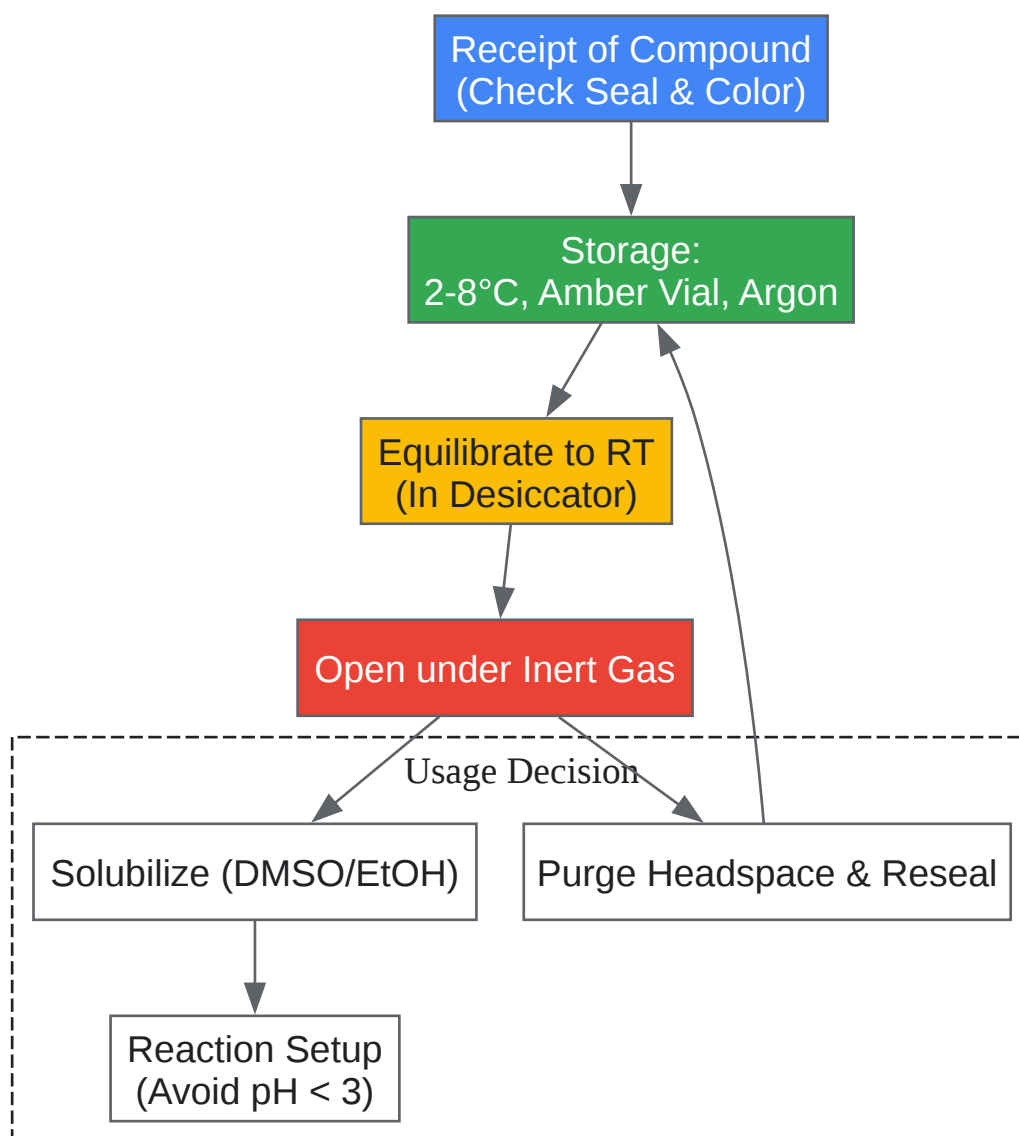 Receipt of Compound
(Check Seal & Color)
Storage:
2-8°C, Amber Vial, Argon
Equilibrate to RT
(In Desiccator)
Open under Inert Gas
Usage Decision
Solubilize (DMSO/EtOH)
Purge Headspace & Reseal
Reaction Setup
(Avoid pH < 3)